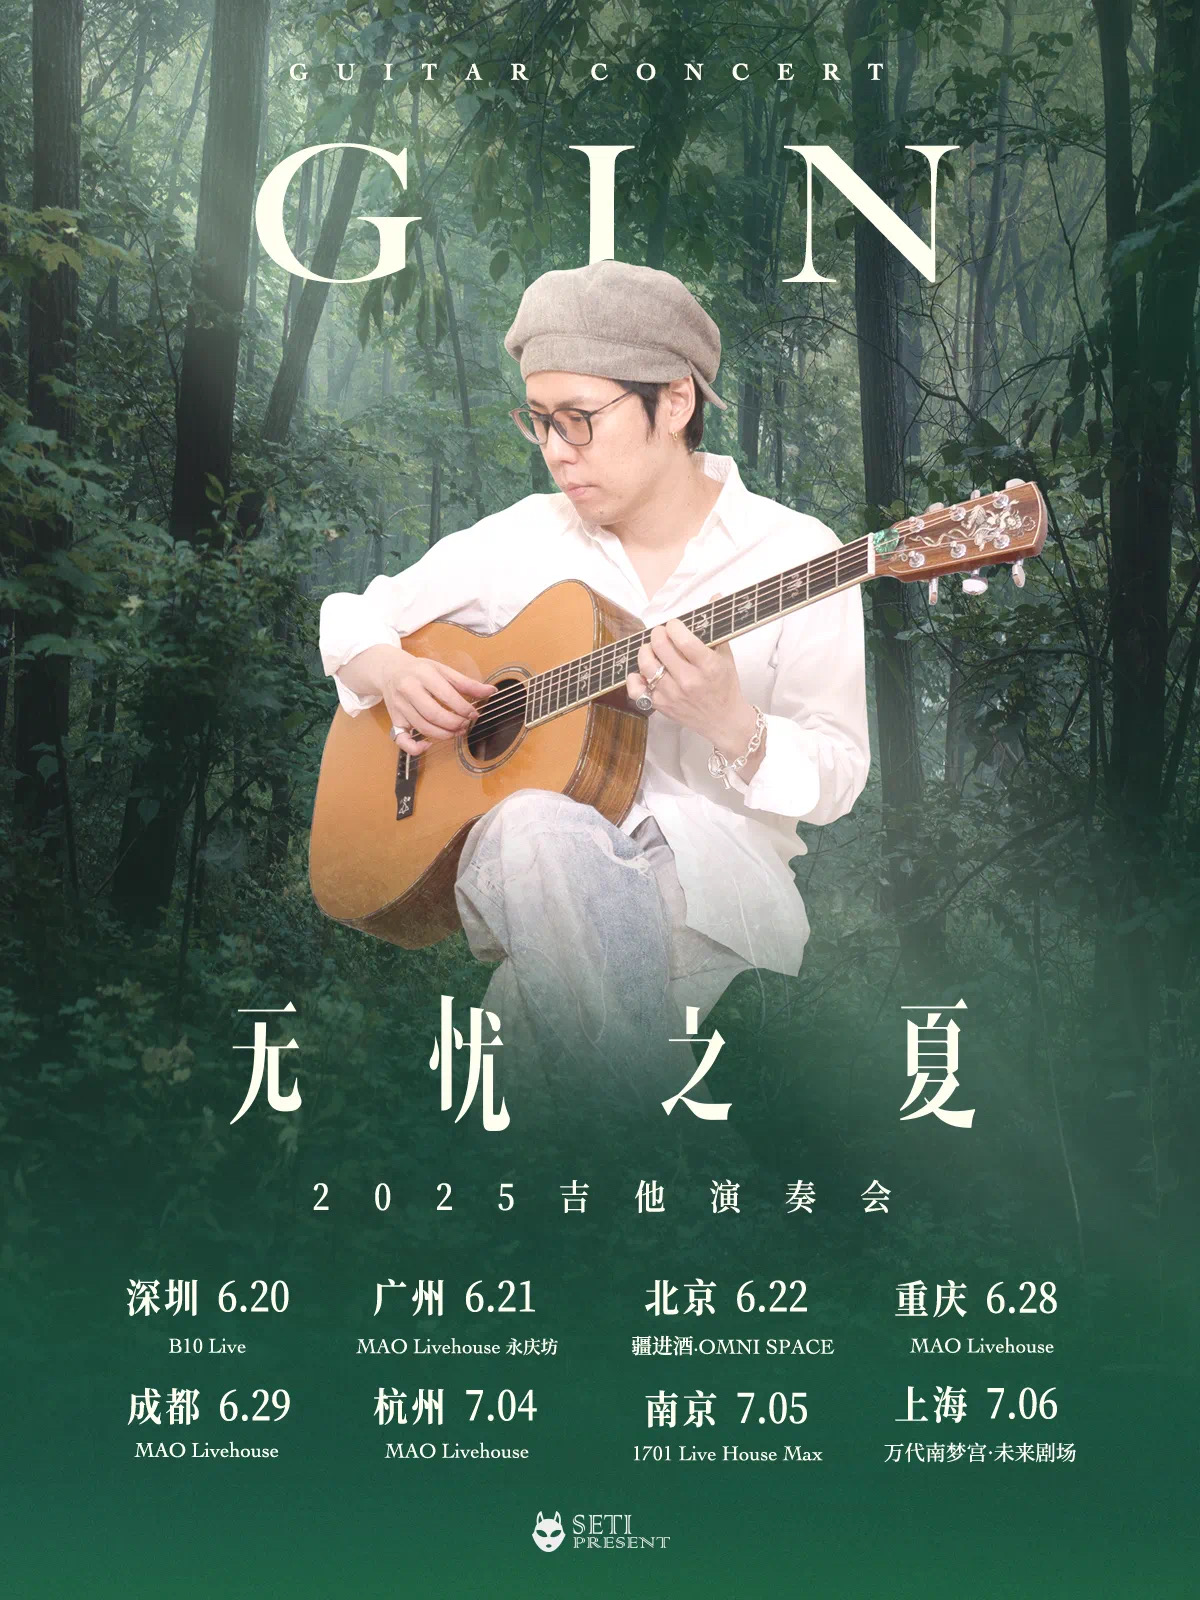 GUITAR CONCERT
GIN
无忧之夏
2025吉他演奏会
深圳 6.20
B10 Live
广州 6.21
MAO Livehouse 永庆坊
北京 6.22
疆进酒·OMNI SPACE
重庆 6.28
MAO Livehouse
成都 6.29
MAO Livehouse
杭州 7.04
MAO Livehouse
南京 7.05
1701 Live House Max
上海 7.06
万代南梦宫·未来剧场
SETI
PRESENT